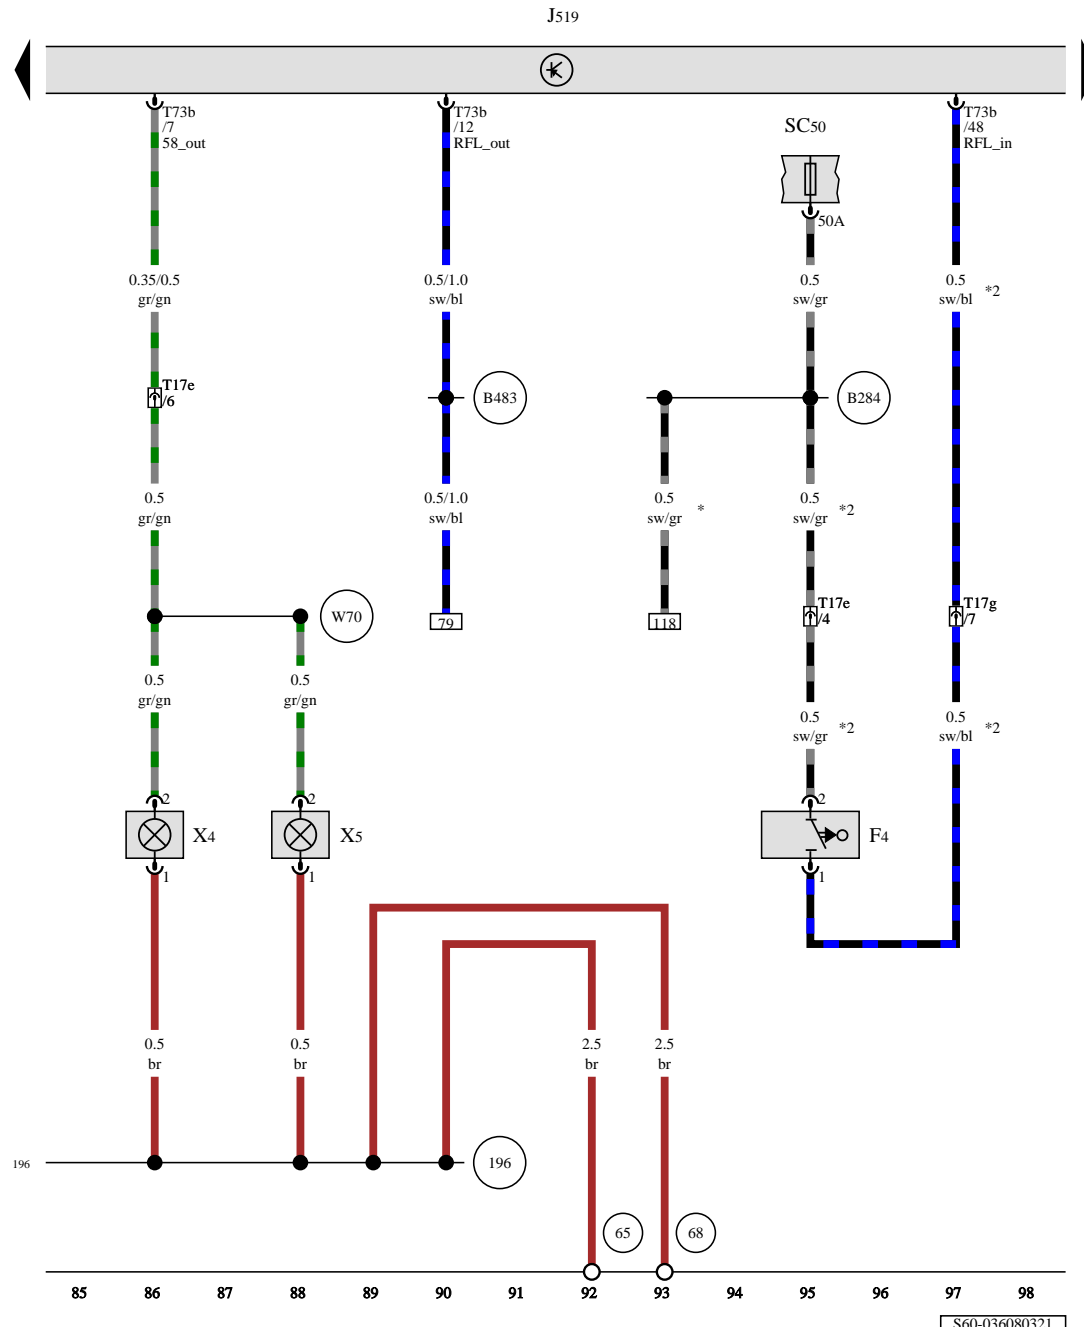 J519
T73b
/7
58_out
T73b
/12
RFL_out
SC50
T73b
/48
RFL_in
50A
0.35/0.5
gr/gn
0.5/1.0
sw/bl
0.5
sw/gr
0.5
sw/bl
*2
T17e
/6
B483
B284
0.5
gr/gn
0.5/1.0
sw/bl
0.5
sw/gr
*
0.5
sw/gr
*2
W70
79
118
T17e
/4
T17g
/7
0.5
gr/gn
0.5
gr/gn
0.5
sw/gr
*2
0.5
sw/bl
*2
2
2
2
X4
X5
F4
1
1
1
0.5
br
0.5
br
2.5
br
2.5
br
196
196
65
68
85 86 87 88 89 90 91 92 93 94 95 96 97 98
S60-036080321